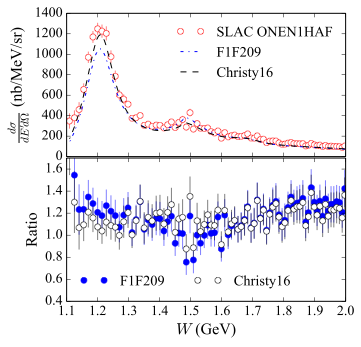 1400
1200
1000
800
600
400
200
0
dσ/dE′dΩ (nb/MeV/sr)
SLAC ONEN1HAF
F1F209
Christy16
1.6
1.4
1.2
1.0
0.8
0.6
0.4
Ratio
F1F209 Christy16
1.1 1.2 1.3 1.4 1.5 1.6 1.7 1.8 1.9 2.0
W (GeV)